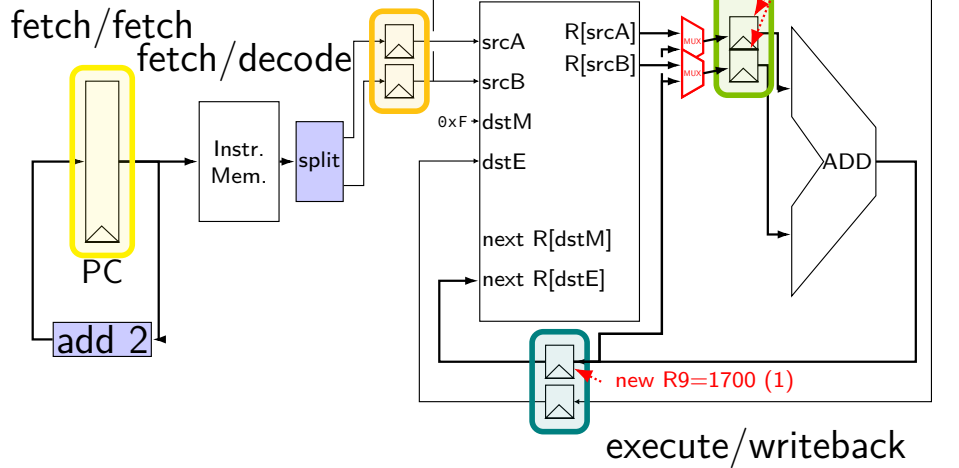 fetch/fetch
fetch/decode
PC
add 2
Instr.
Mem.
split
srcA
srcB
0xF
dstM
dstE
next R[dstM]
next R[dstE]
R[srcA]
R[srcB]
MUX
MUX
ADD
new R9=1700 (1)
execute/writeback